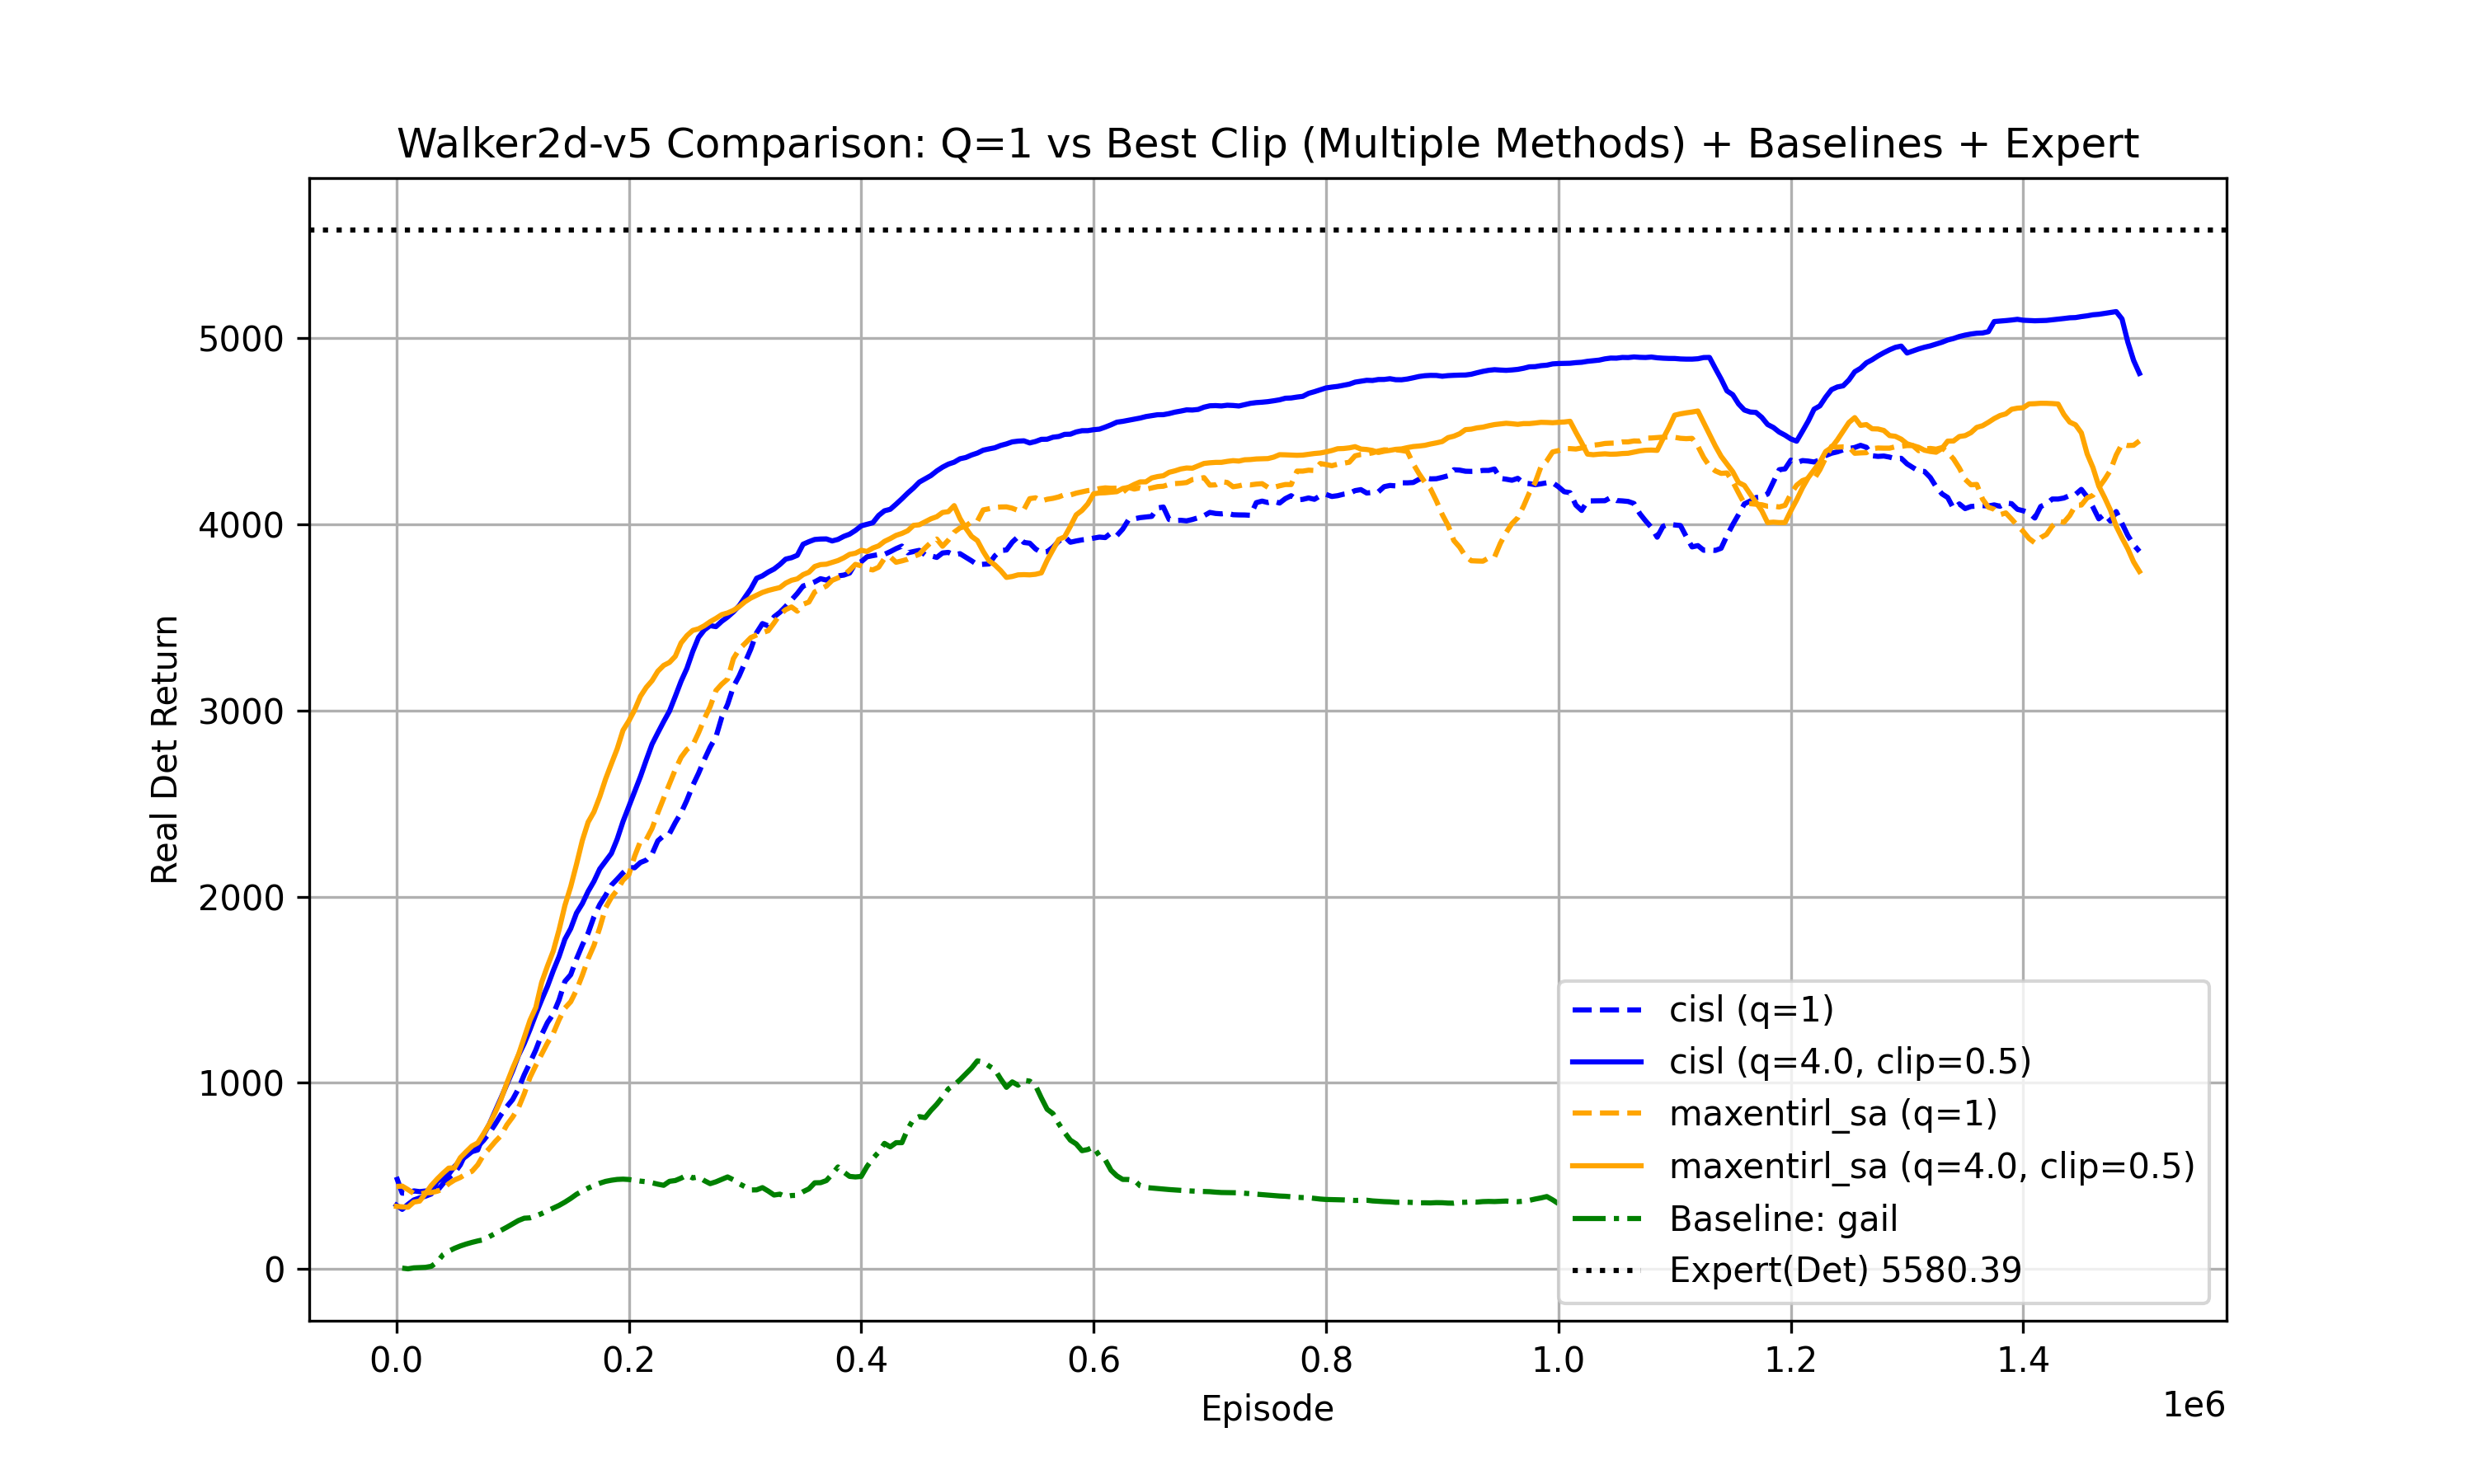 Walker2d-v5 Comparison: Q=1 vs Best Clip (Multiple Methods) + Baselines + Expert
Real Det Return
5000
4000
3000
2000
1000
0
cisl (q=1)
cisl (q=4.0, clip=0.5)
maxentirl_sa (q=1)
maxentirl_sa (q=4.0, clip=0.5)
Baseline: gail
Expert(Det) 5580.39
0.0 0.2 0.4 0.6 0.8 1.0 1.2 1.4
1e6
Episode